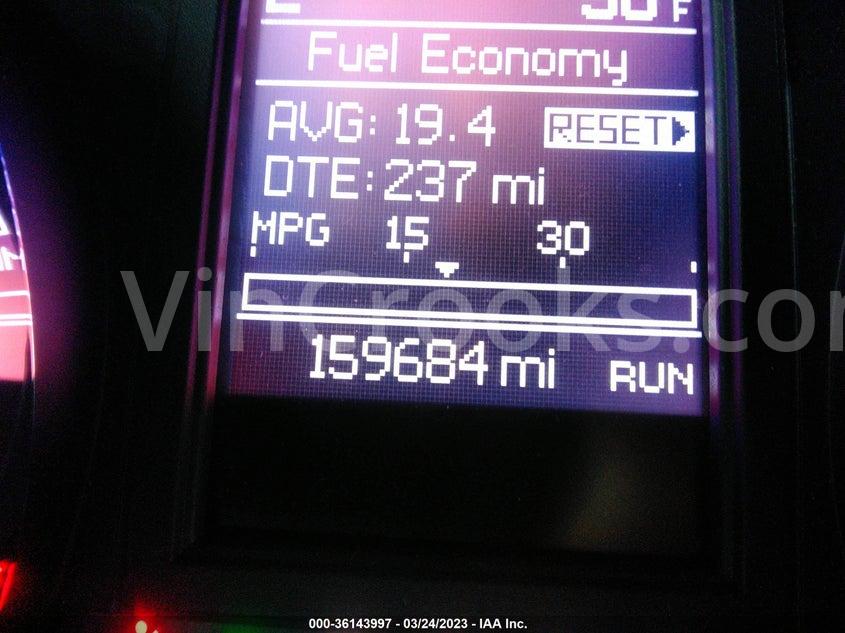 Fuel Economy
AVG: 19.4 RESET
DTE: 237 mi
MPG 15 30
VinCrooks.co
159684 mi RUN
000-36143997 - 03/24/2023 - IAA Inc.